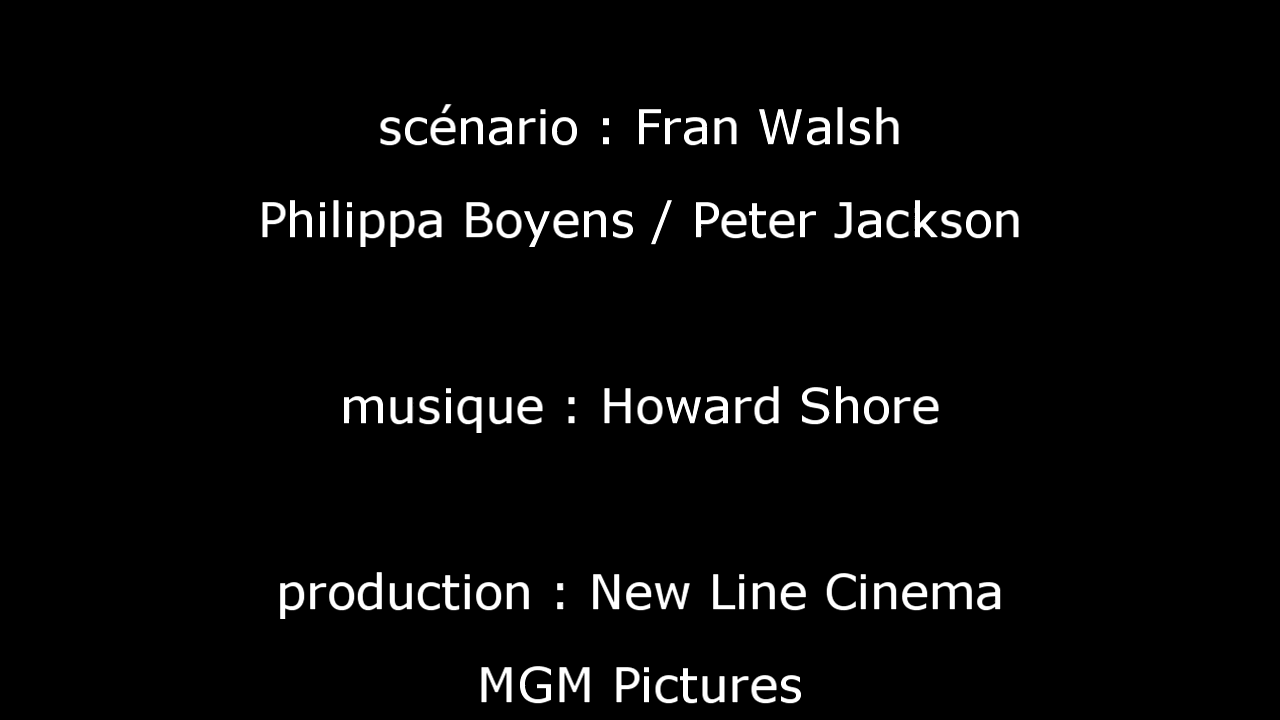 scénario : Fran Walsh
Philippa Boyens / Peter Jackson
musique : Howard Shore
production : New Line Cinema
MGM Pictures